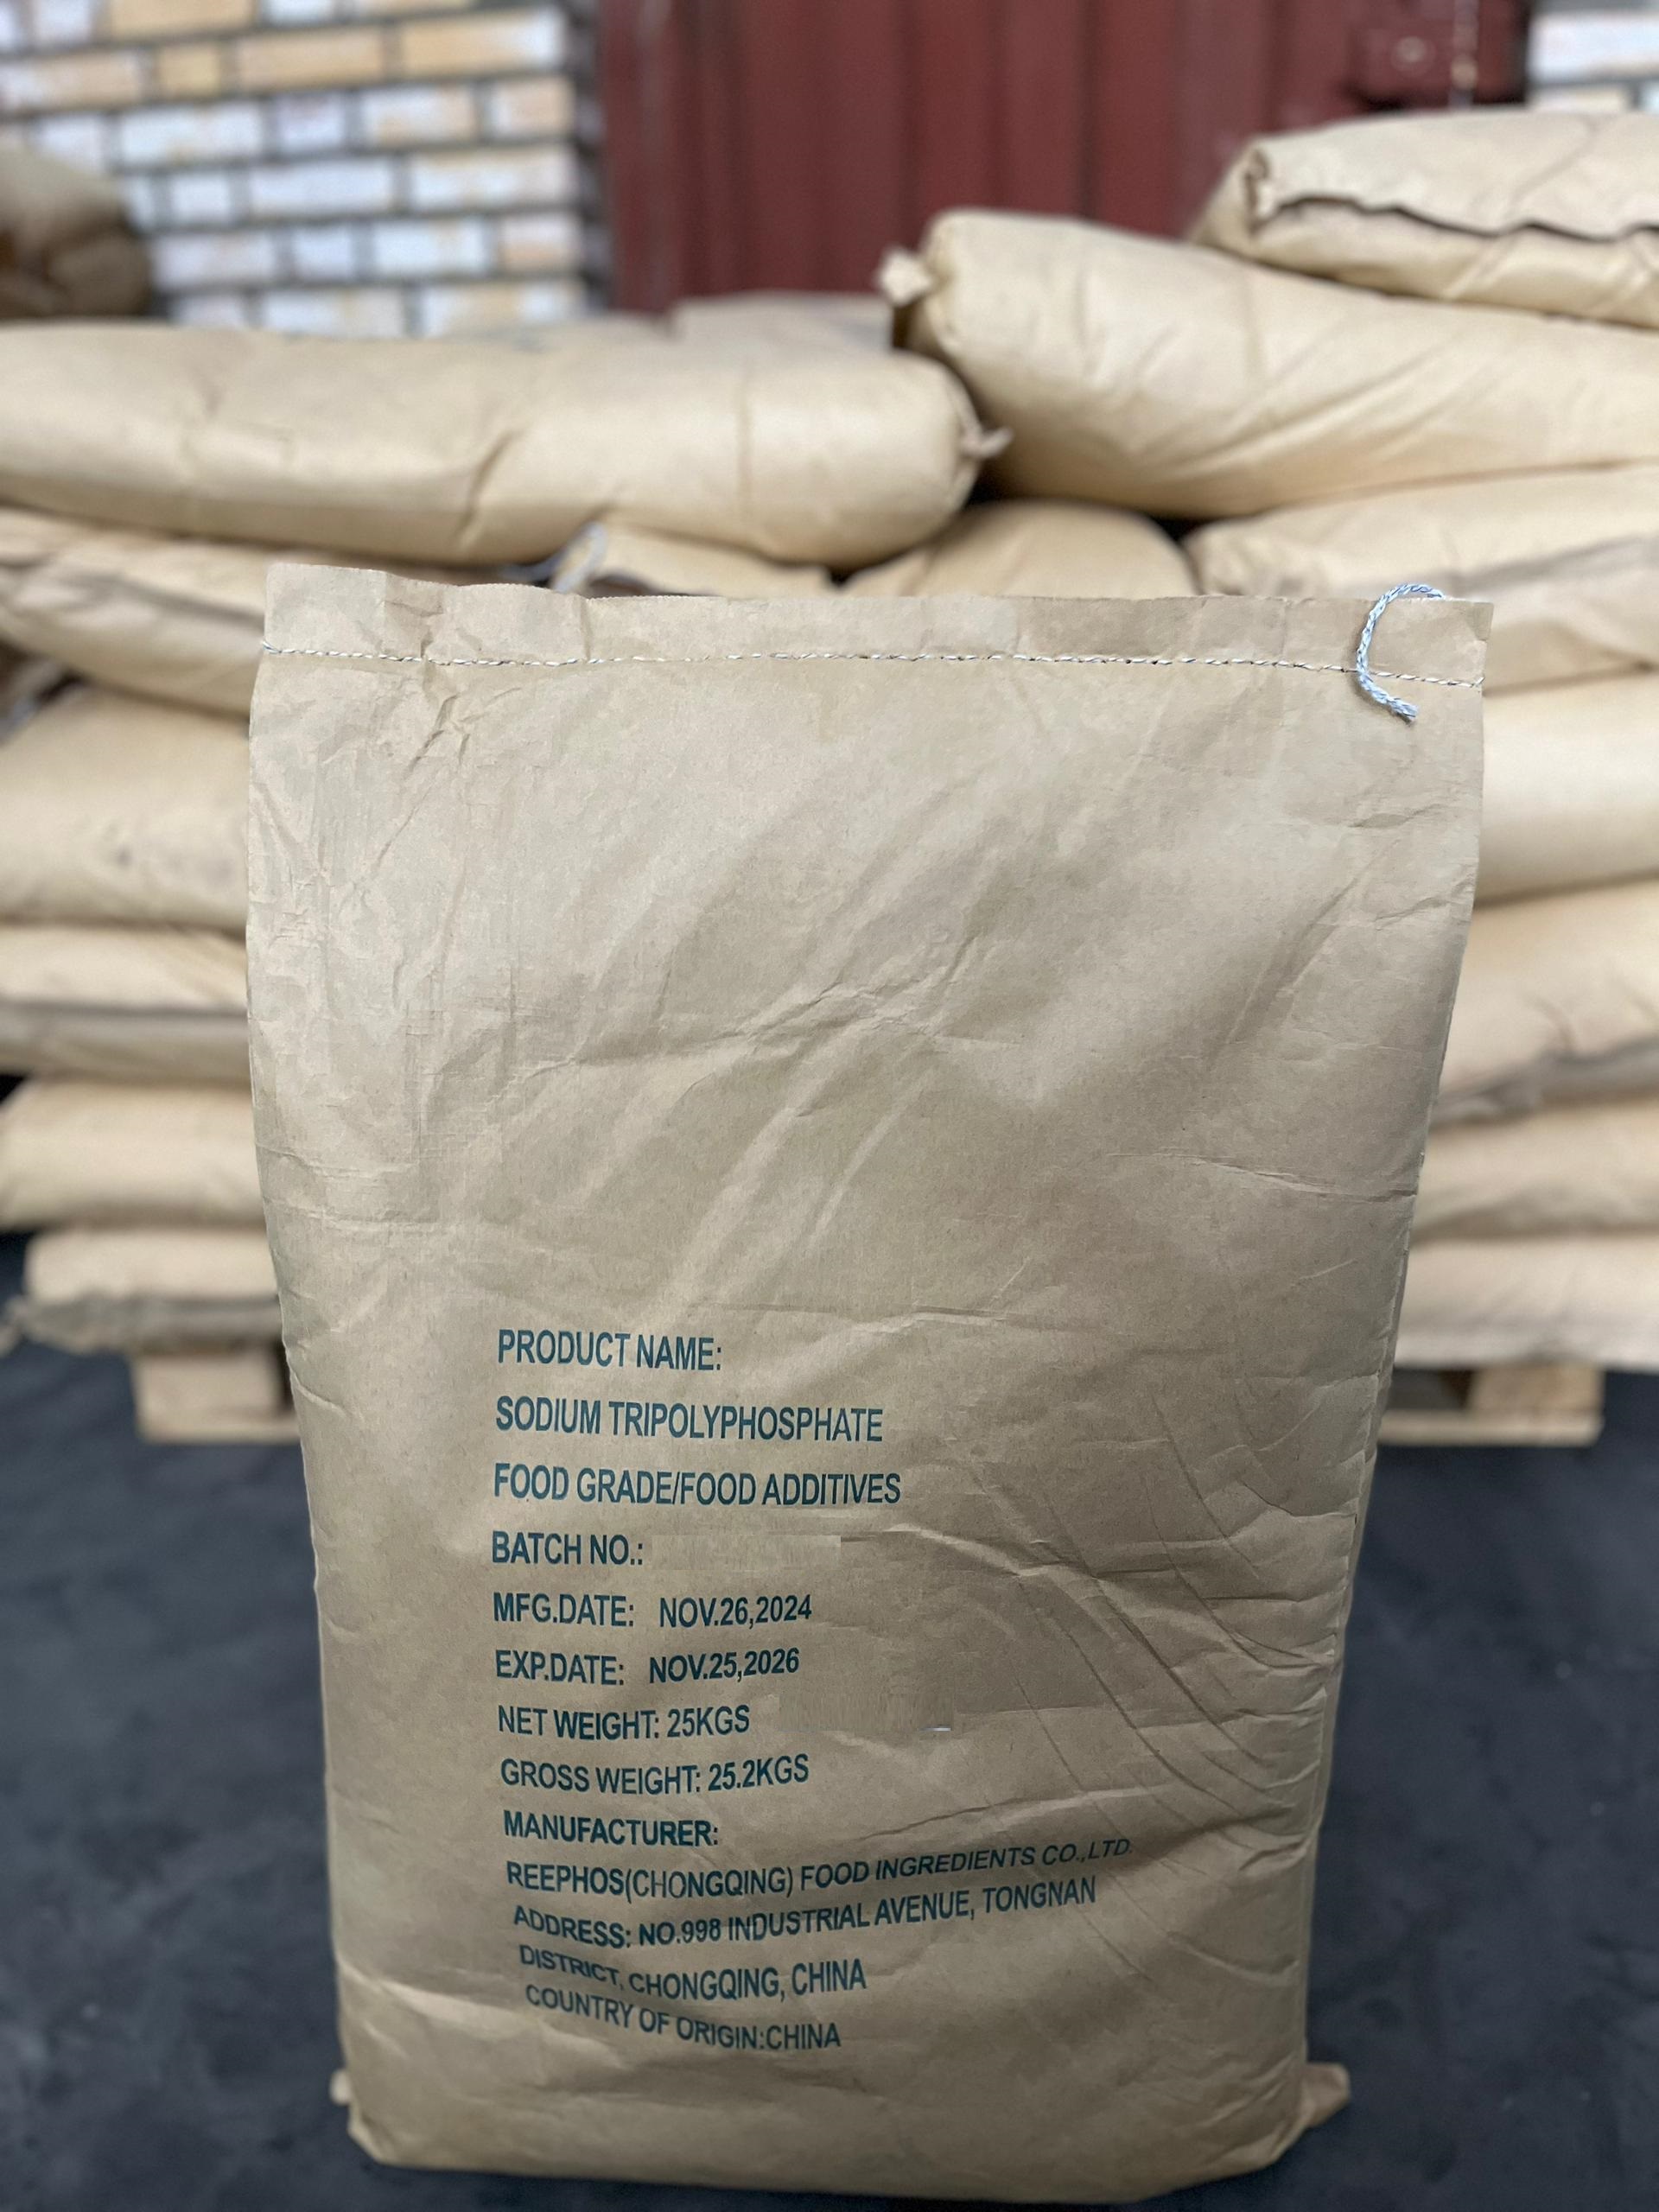 PRODUCT NAME:
SODIUM TRIPOLYPHOSPHATE
FOOD GRADE/FOOD ADDITIVES
BATCH NO.:
MFG.DATE: NOV.26,2024
EXP.DATE: NOV.25,2026
NET WEIGHT: 25KGS
GROSS WEIGHT: 25.2KGS
MANUFACTURER:
REEPHOS(CHONGQING) FOOD INGREDIENTS CO.,LTD.
ADDRESS: NO.998 INDUSTRIAL AVENUE, TONGNAN
DISTRICT, CHONGQING, CHINA
COUNTRY OF ORIGIN:CHINA